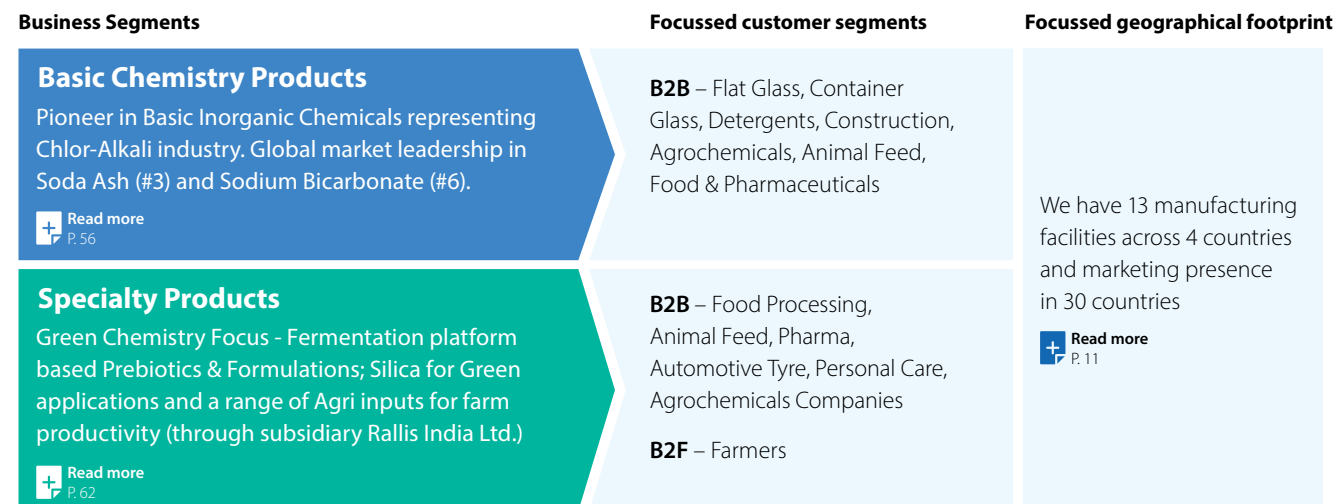 Business Segments
Focussed customer segments
Focussed geographical footprint
Basic Chemistry Products
Pioneer in Basic Inorganic Chemicals representing
Chlor-Alkali industry. Global market leadership in
Soda Ash (#3) and Sodium Bicarbonate (#6).
Read more
P. 56
B2B – Flat Glass, Container
Glass, Detergents, Construction,
Agrochemicals, Animal Feed,
Food & Pharmaceuticals
Specialty Products
Green Chemistry Focus - Fermentation platform
based Prebiotics & Formulations; Silica for Green
applications and a range of Agri inputs for farm
productivity (through subsidiary Rallis India Ltd.)
Read more
P. 62
B2B – Food Processing,
Animal Feed, Pharma,
Automotive Tyre, Personal Care,
Agrochemicals Companies
B2F – Farmers
We have 13 manufacturing
facilities across 4 countries
and marketing presence
in 30 countries
Read more
P. 11